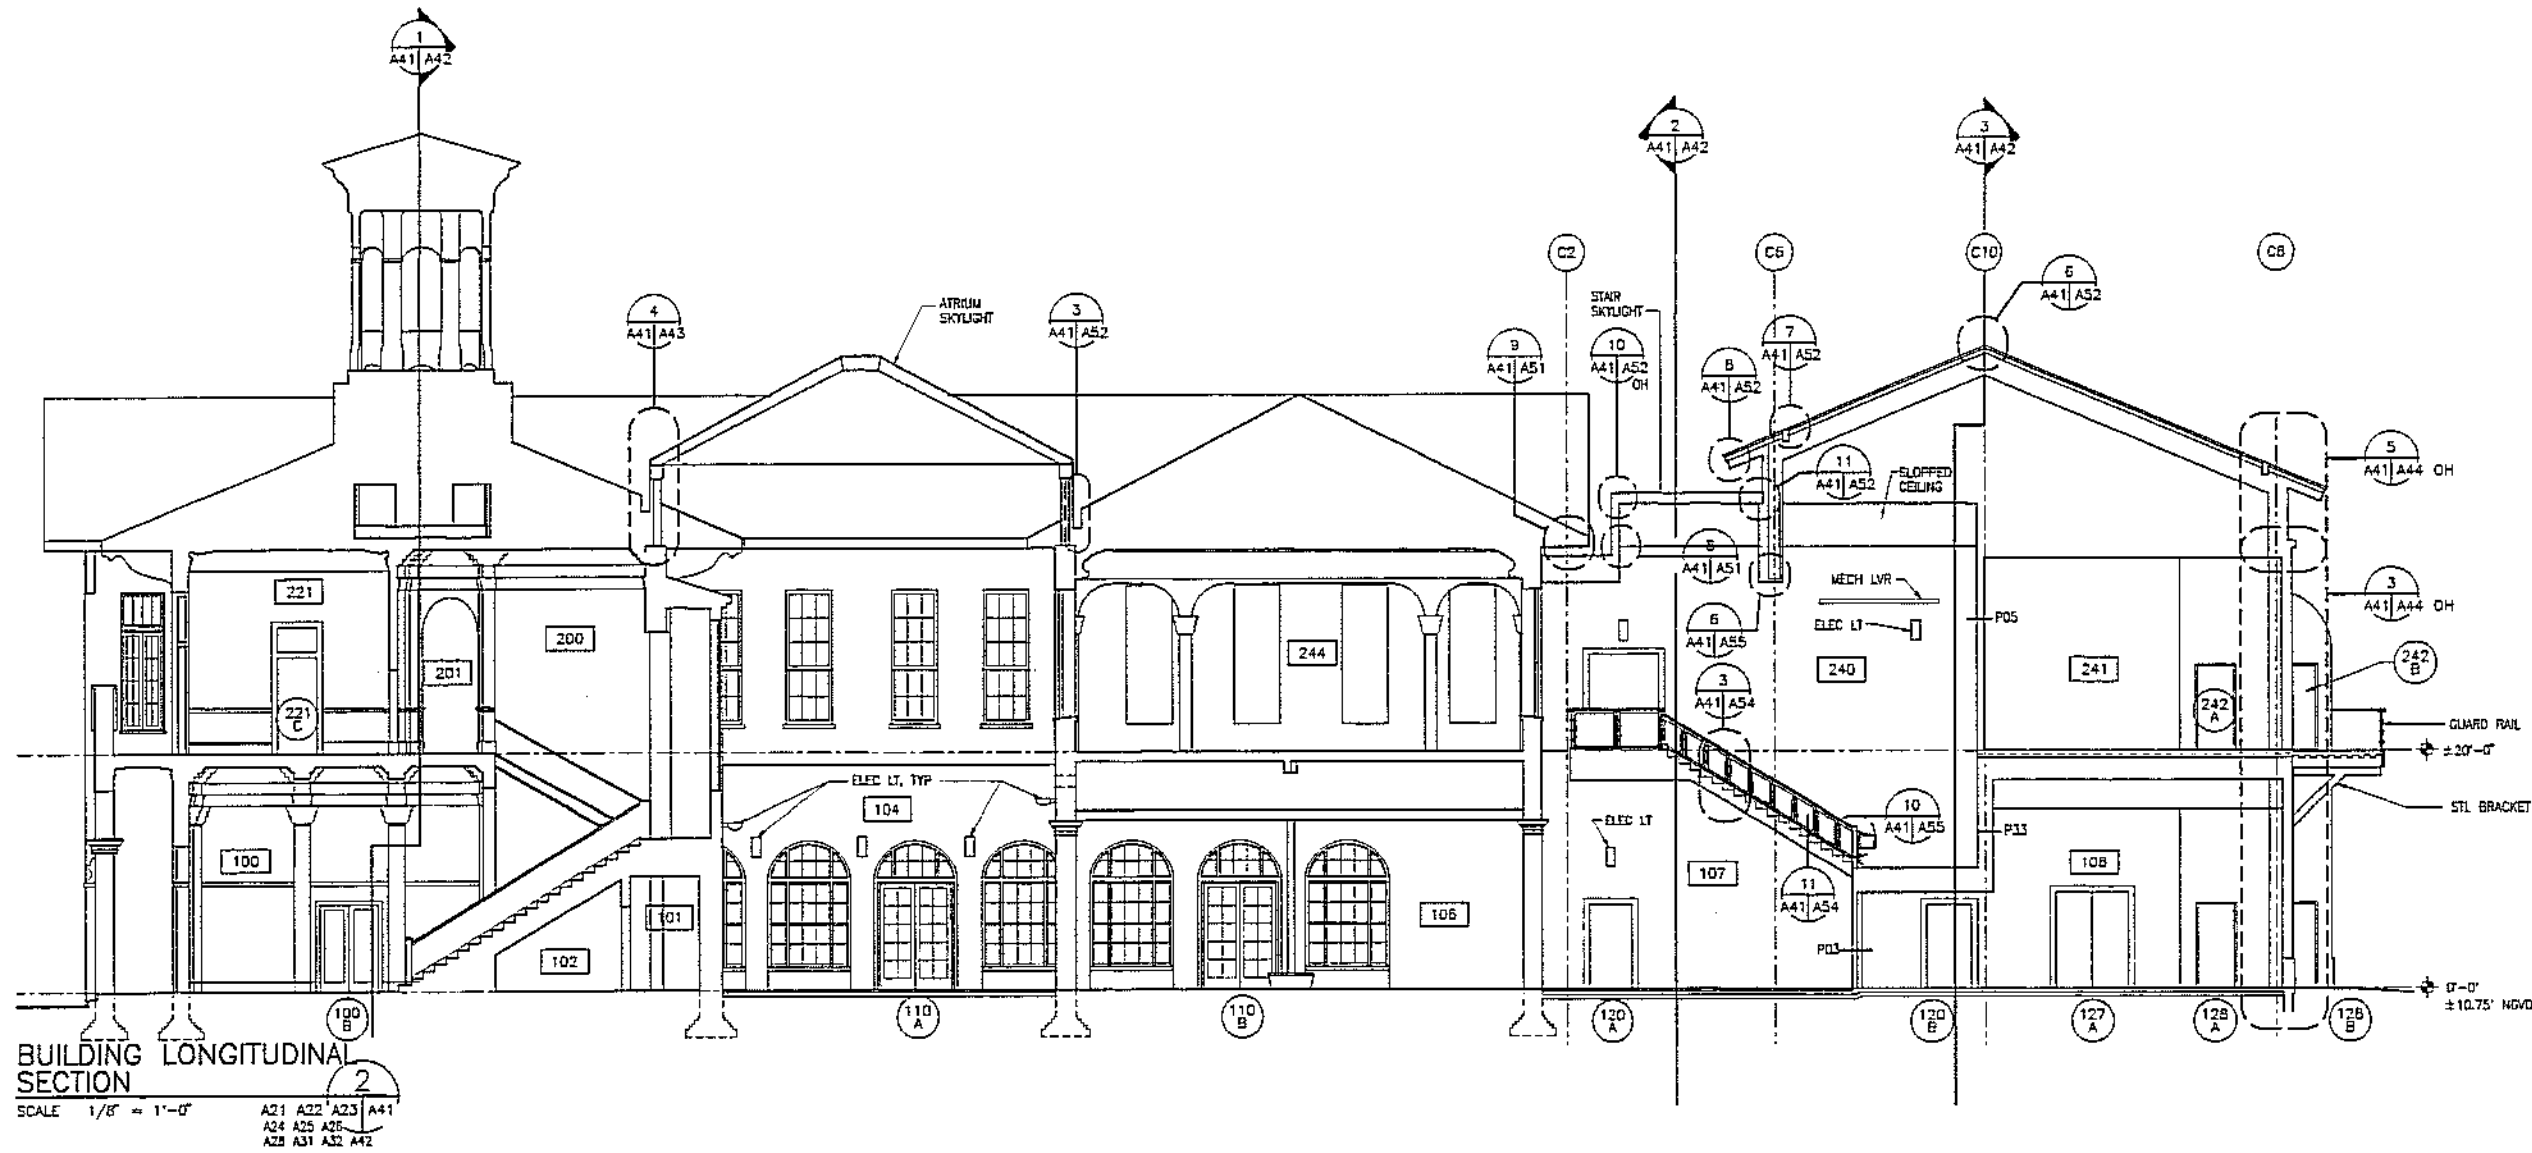 1
A41 A42
2
A41 A42
3
A41 A42
C2
C5
C10
C6
6
A41 A52
4
A41 A43
ATRIUM
SKYLIGHT
3
A41 A52
STAIR
SKYLIGHT
9
A41 A51
10
A41 A52
OH
7
A41 A52
8
A41 A52
11
A41 A52
SLOPPED
CEILING
5
A41 A44 OH
5
A41 A51
MECH LVR
3
A41 A44 OH
221
200
201
221
C
244
6
A41 A55
ELEC LT
P05
240
241
242
B
3
A41 A54
242
A
GUARD RAIL
±20'-0"
ELEC LT, TYP
104
STL BRACKET
ELEC LT
10
A41 A55
P33
100
107
108
11
A41 A54
101
106
102
P03
0'-0"
±10.75' NGVD
100
B
110
A
110
B
120
A
120
B
127
A
128
A
128
B
BUILDING LONGITUDINAL
SECTION
2
SCALE 1/8" = 1'-0"
A21 A22 A23 A41
A24 A25 A26
A28 A31 A32 A42